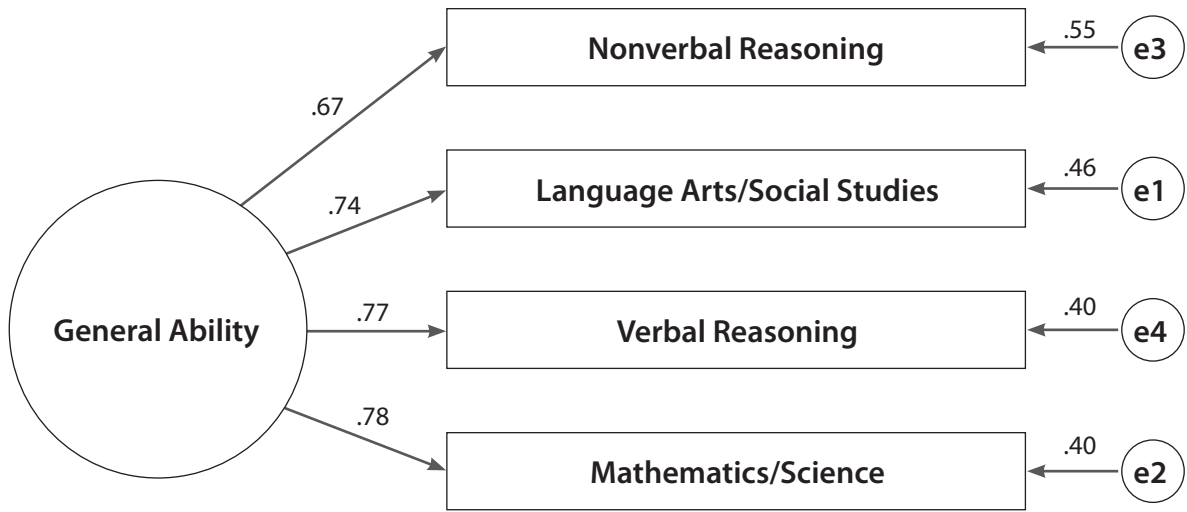 Nonverbal Reasoning
.55
e3
.67
Language Arts/Social Studies
.46
e1
.74
General Ability
.77
Verbal Reasoning
.40
e4
.78
Mathematics/Science
.40
e2